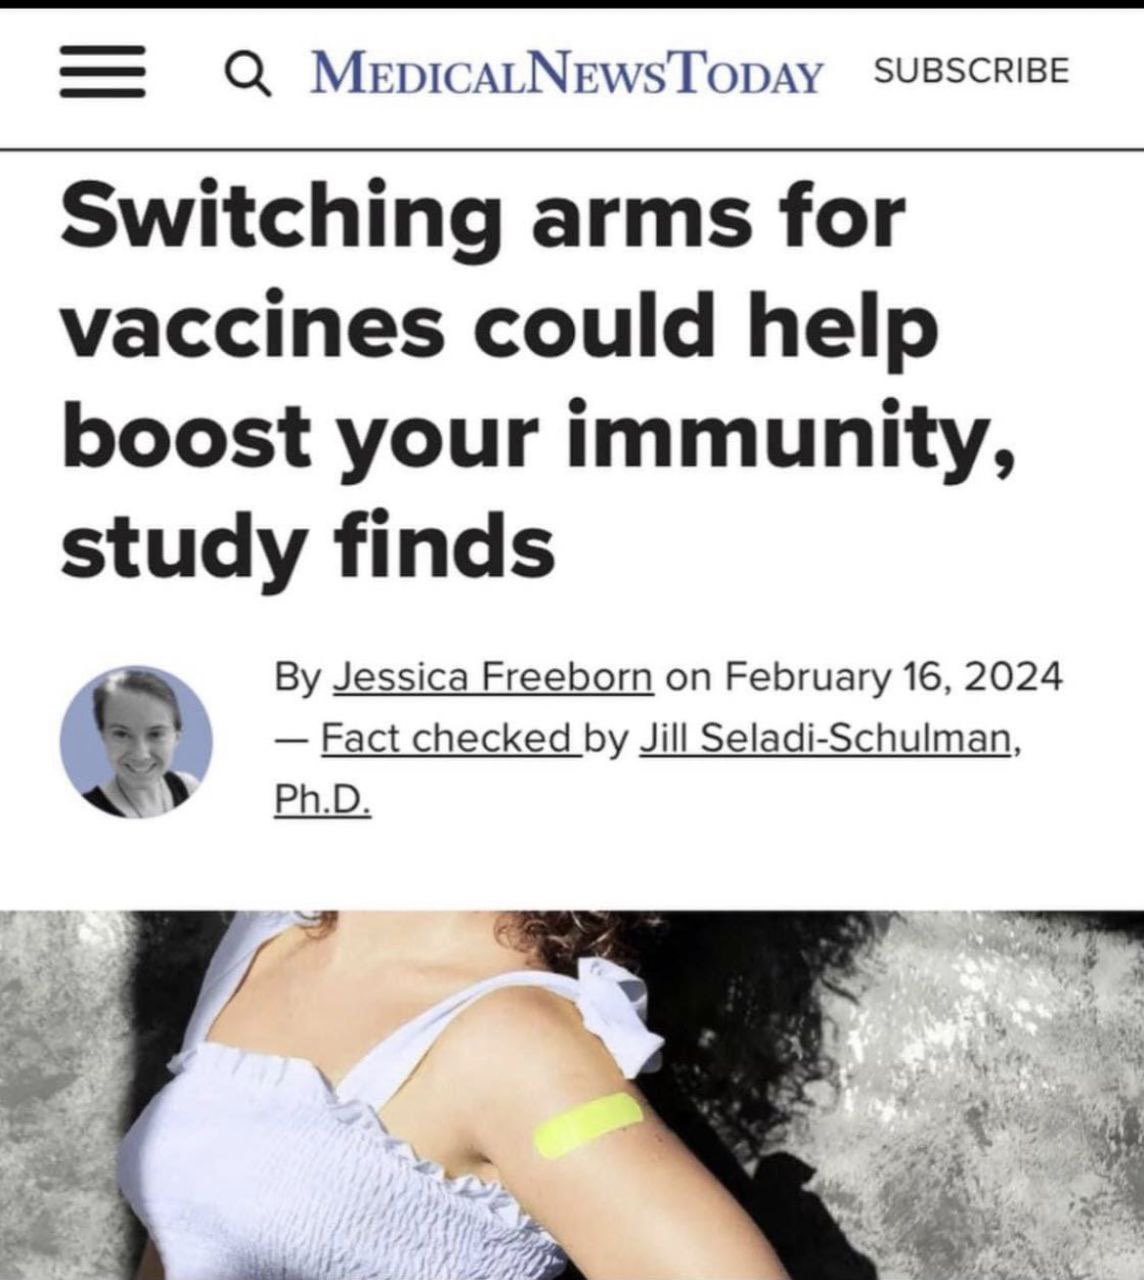 MEDICALNEWSTODAY SUBSCRIBE
Switching arms for
vaccines could help
boost your immunity,
study finds
By Jessica Freeborn on February 16, 2024
— Fact checked by Jill Seladi-Schulman,
Ph.D.